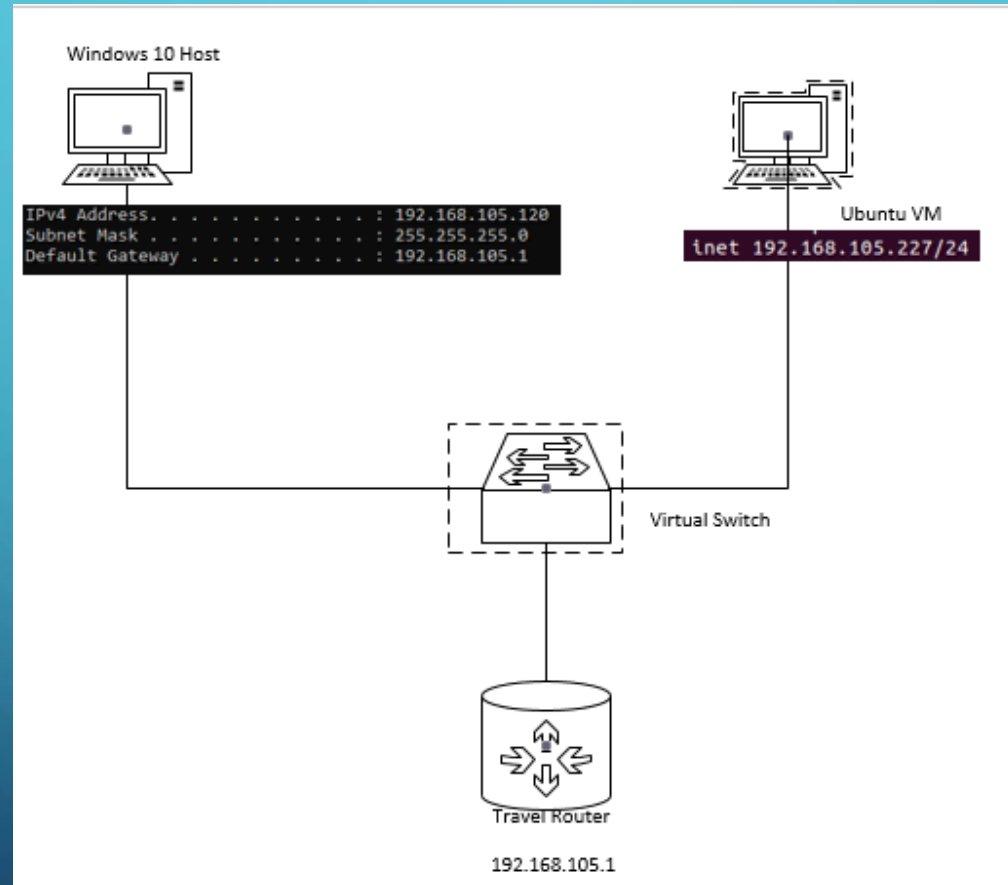 Windows 10 Host
IPv4 Address. . . . . . . . . . . : 192.168.105.120
Subnet Mask . . . . . . . . . . . : 255.255.255.0
Default Gateway . . . . . . . . . : 192.168.105.1
Ubuntu VM
inet 192.168.105.227/24
Virtual Switch
Travel Router
192.168.105.1